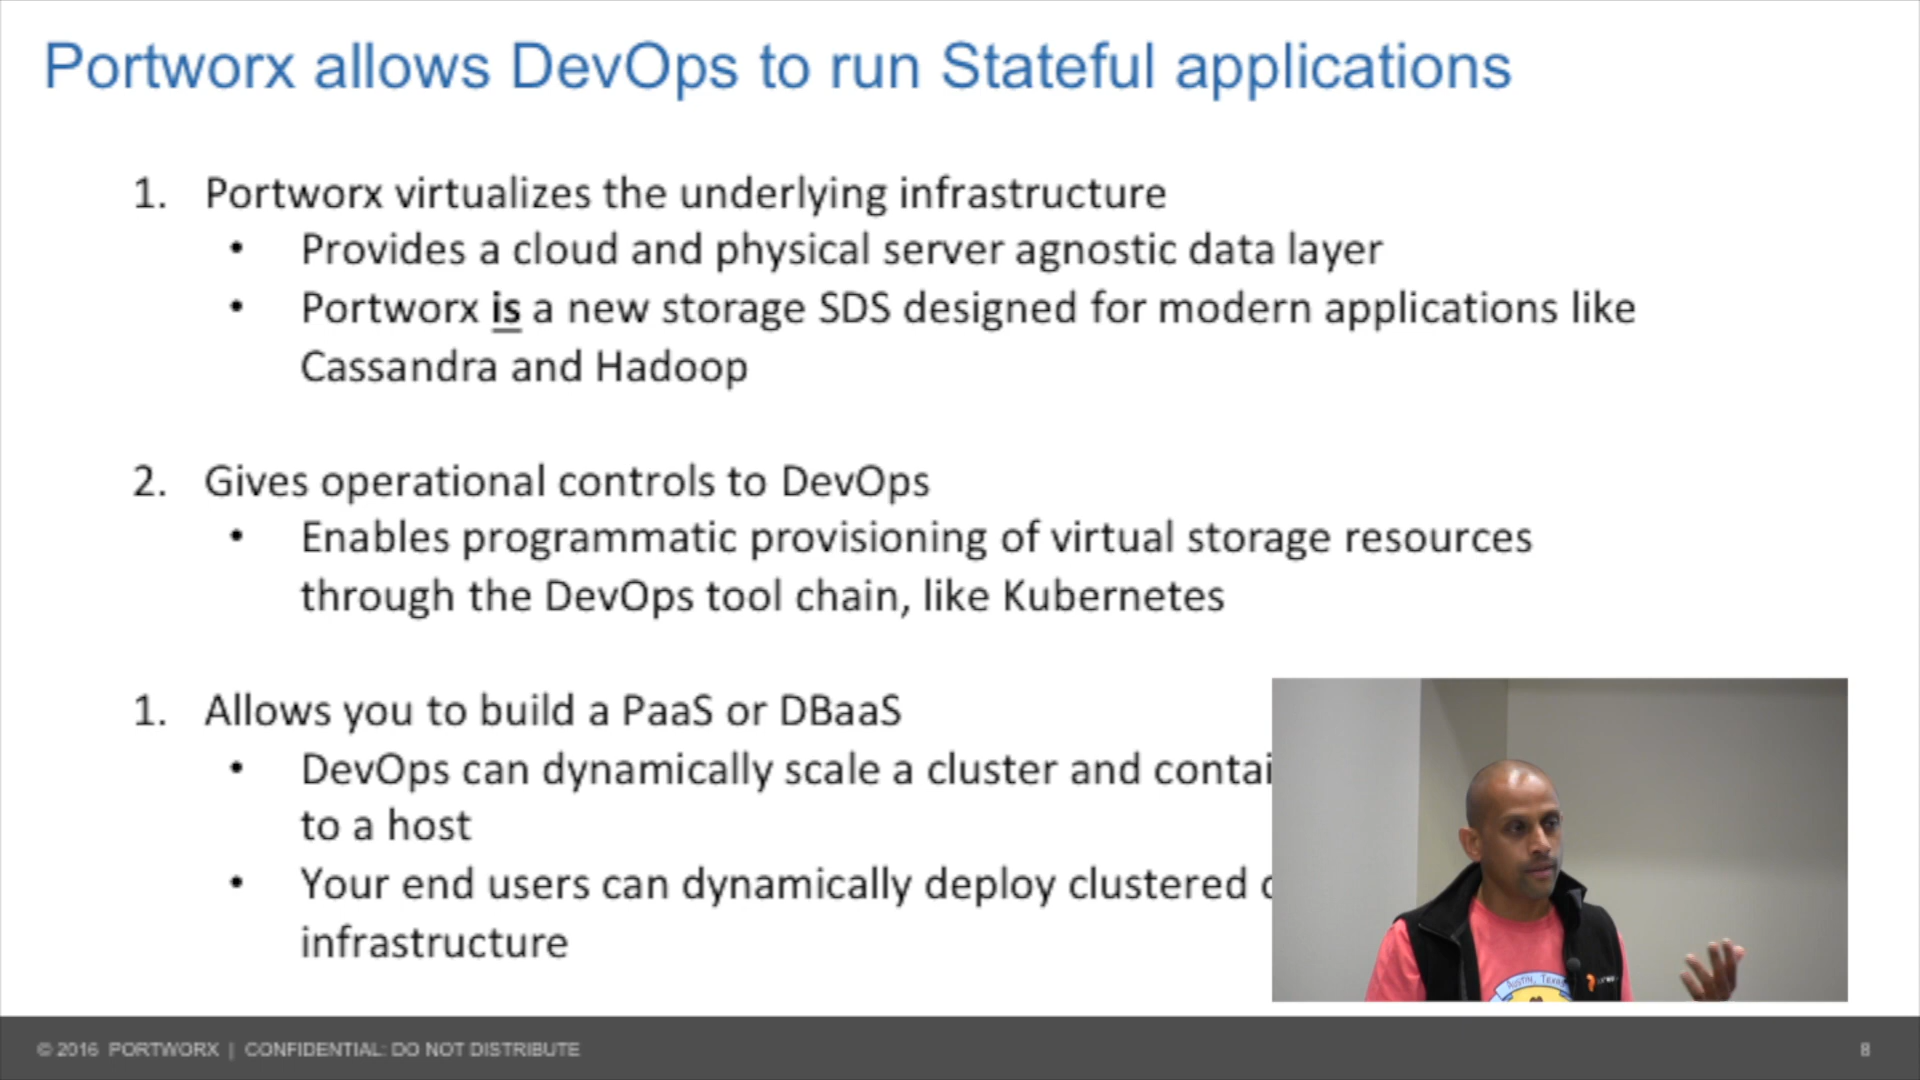 Portworx allows DevOps to run Stateful applications
1. Portworx virtualizes the underlying infrastructure
• Provides a cloud and physical server agnostic data layer
• Portworx is a new storage SDS designed for modern applications like
Cassandra and Hadoop
2. Gives operational controls to DevOps
• Enables programmatic provisioning of virtual storage resources
through the DevOps tool chain, like Kubernetes
1. Allows you to build a PaaS or DBaaS
• DevOps can dynamically scale a cluster and contai
to a host
• Your end users can dynamically deploy clustered
infrastructure
AUSTIN, TEXAS
© 2016 PORTWORX | CONFIDENTIAL: DO NOT DISTRIBUTE
8